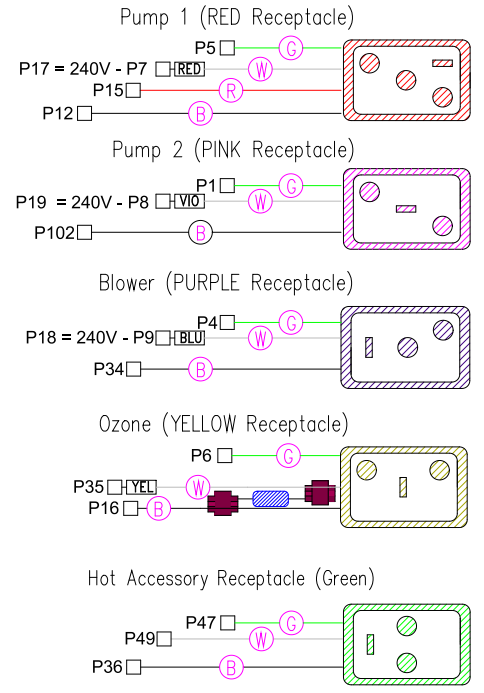 Pump 1 (RED Receptacle)
P5 G
P17 = 240V - P7 RED W
P15 R
P12 B
Pump 2 (PINK Receptacle)
P1 G
P19 = 240V - P8 VIO W
P102 B
Blower (PURPLE Receptacle)
P4 G
P18 = 240V - P9 BLU W
P34 B
Ozone (YELLOW Receptacle)
P6 G
P35 YEL W
P16 B
Hot Accessory Receptacle (Green)
P47 G
P49 W
P36 B